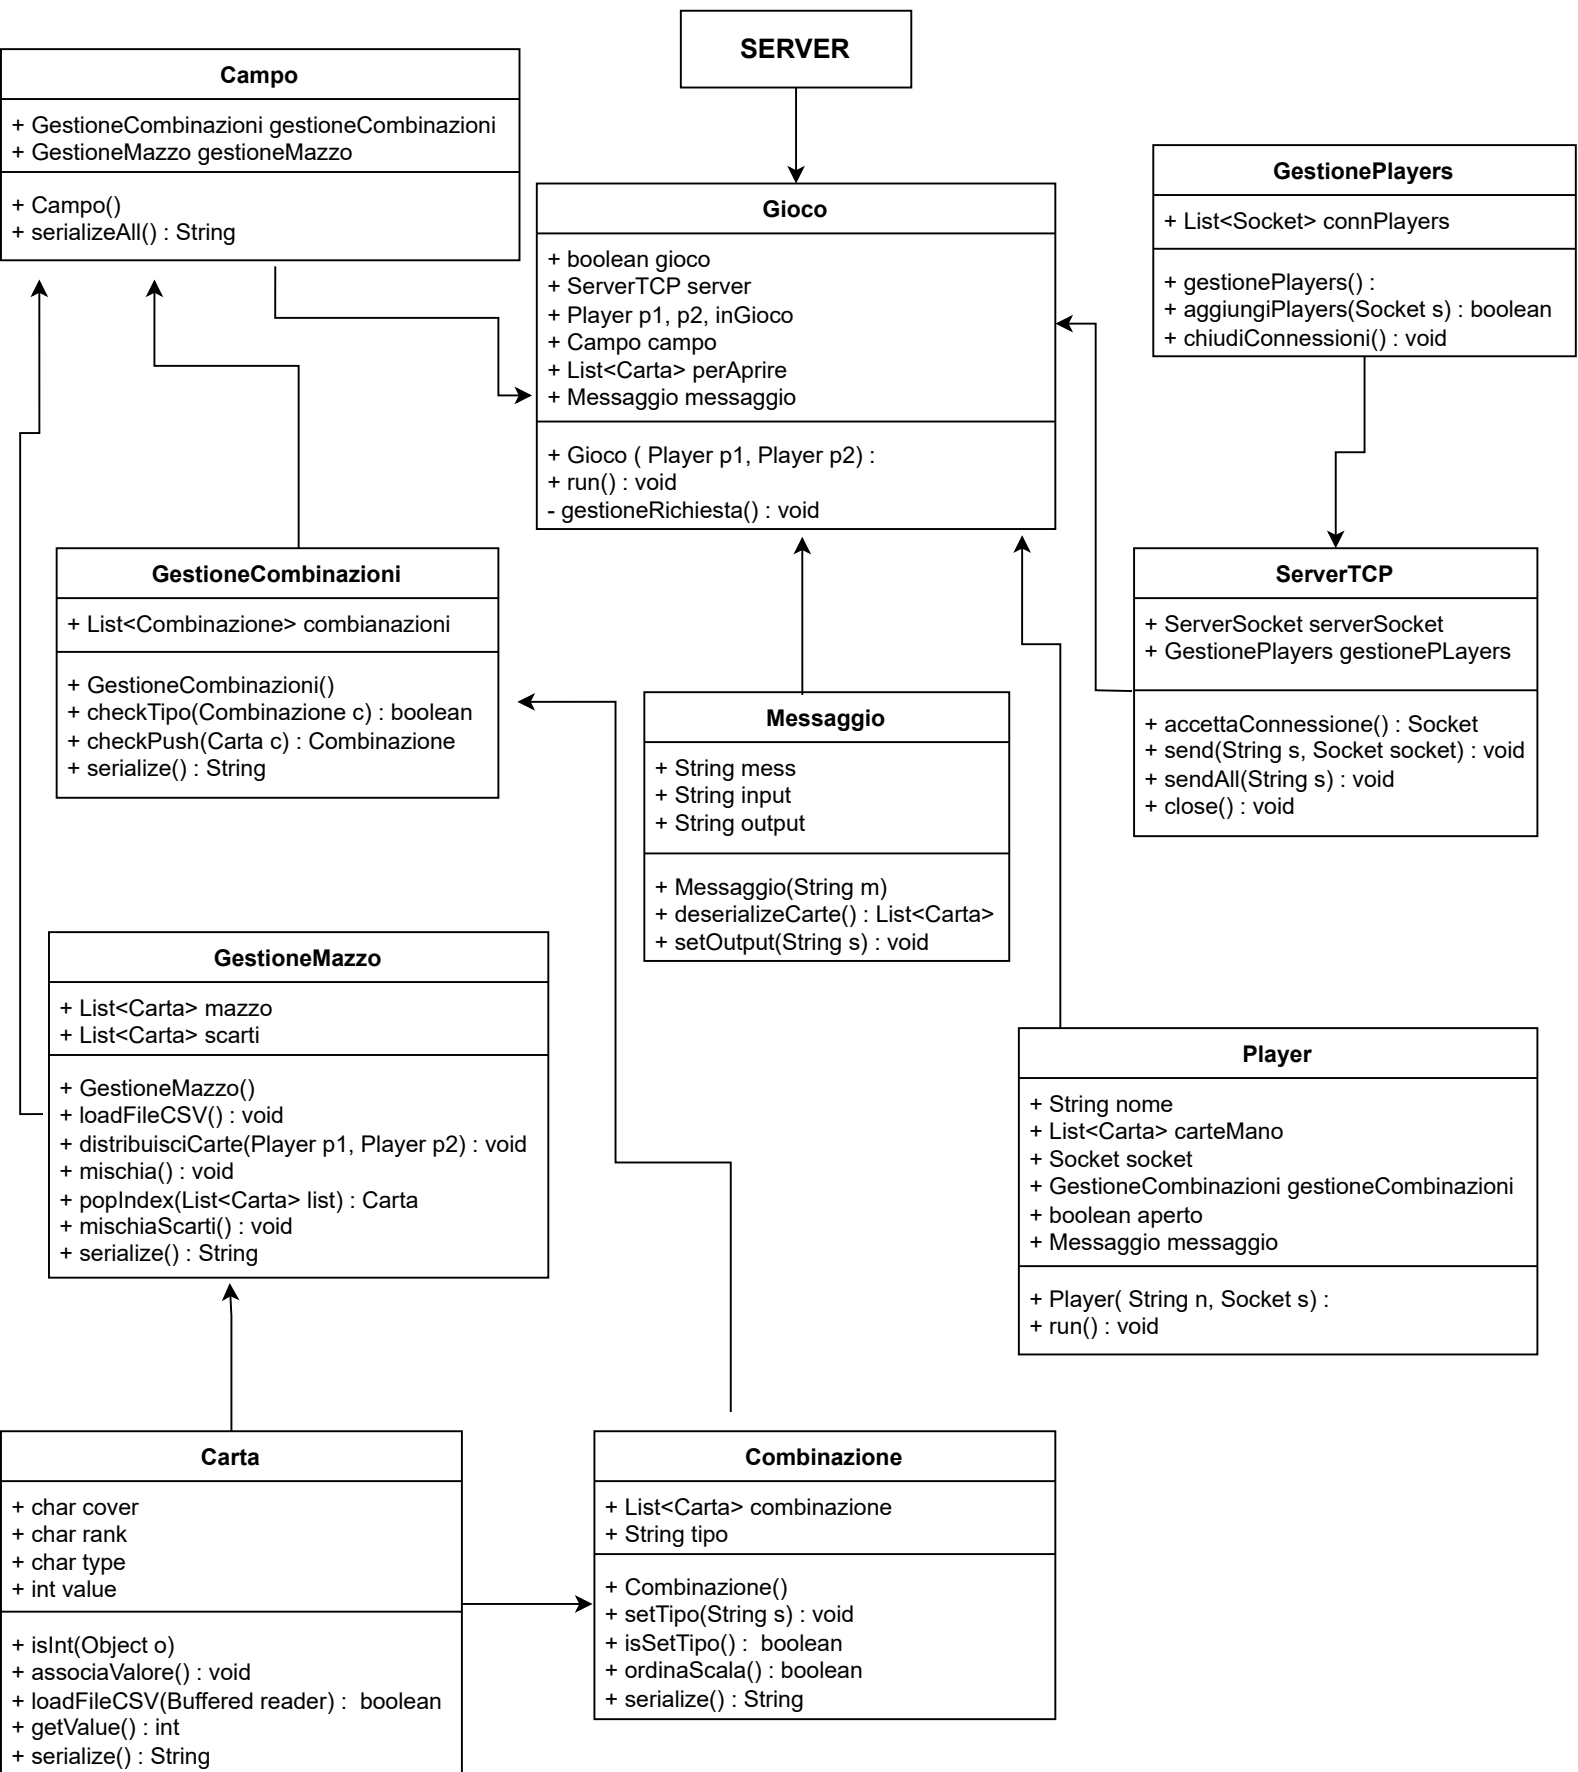 SERVER
Campo
+ GestioneCombinazioni gestioneCombinazioni
+ GestioneMazzo gestioneMazzo
+ Campo()
+ serializeAll() : String
GestionePlayers
+ List<Socket> connPlayers
+ gestionePlayers() :
+ aggiungiPlayers(Socket s) : boolean
+ chiudiConnessioni() : void
Gioco
+ boolean gioco
+ ServerTCP server
+ Player p1, p2, inGioco
+ Campo campo
+ List<Carta> perAprire
+ Messaggio messaggio
+ Gioco ( Player p1, Player p2) :
+ run() : void
- gestioneRichiesta() : void
GestioneCombinazioni
+ List<Combinazione> combianazioni
+ GestioneCombinazioni()
+ checkTipo(Combinazione c) : boolean
+ checkPush(Carta c) : Combinazione
+ serialize() : String
ServerTCP
+ ServerSocket serverSocket
+ GestionePlayers gestionePLayers
+ accettaConnessione() : Socket
+ send(String s, Socket socket) : void
+ sendAll(String s) : void
+ close() : void
Messaggio
+ String mess
+ String input
+ String output
+ Messaggio(String m)
+ deserializeCarte() : List<Carta>
+ setOutput(String s) : void
GestioneMazzo
+ List<Carta> mazzo
+ List<Carta> scarti
+ GestioneMazzo()
+ loadFileCSV() : void
+ distribuisciCarte(Player p1, Player p2) : void
+ mischia() : void
+ popIndex(List<Carta> list) : Carta
+ mischiaScarti() : void
+ serialize() : String
Player
+ String nome
+ List<Carta> carteMano
+ Socket socket
+ GestioneCombinazioni gestioneCombinazioni
+ boolean aperto
+ Messaggio messaggio
+ Player( String n, Socket s) :
+ run() : void
Carta
+ char cover
+ char rank
+ char type
+ int value
+ isInt(Object o)
+ associaValore() : void
+ loadFileCSV(Buffered reader) :  boolean
+ getValue() : int
+ serialize() : String
Combinazione
+ List<Carta> combinazione
+ String tipo
+ Combinazione()
+ setTipo(String s) : void
+ isSetTipo() :  boolean
+ ordinaScala() : boolean
+ serialize() : String